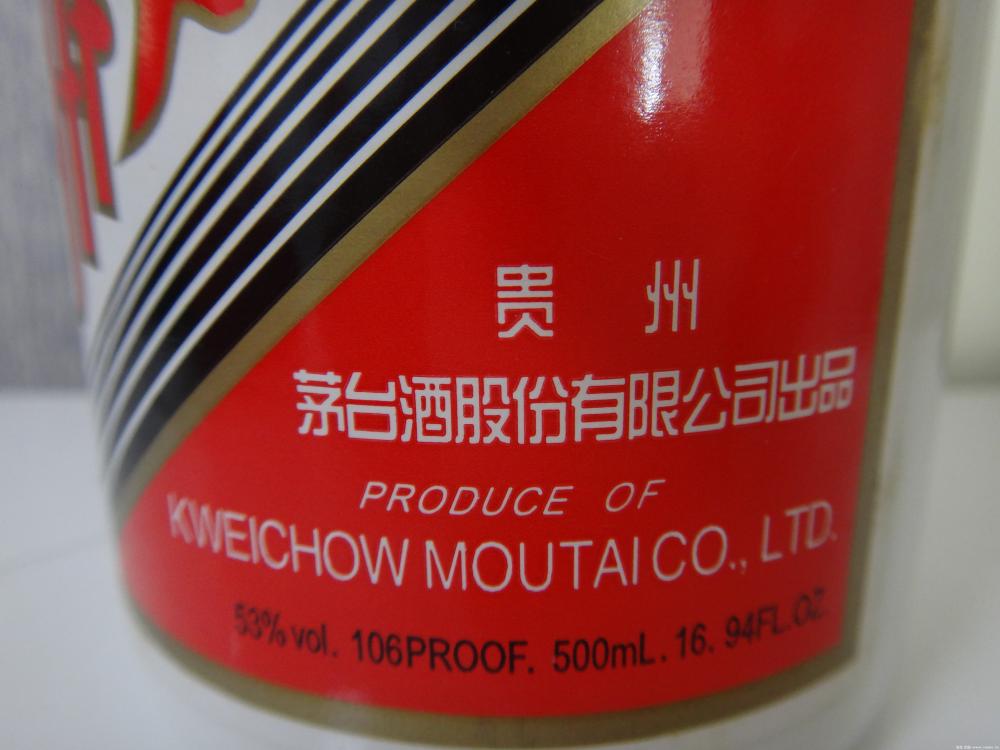 贵 州
茅台酒股份有限公司出品
PRODUCE OF
KWEICHOW MOUTAI CO., LTD.
53%vol. 106PROOF. 500mL. 16. 94FL.OZ.